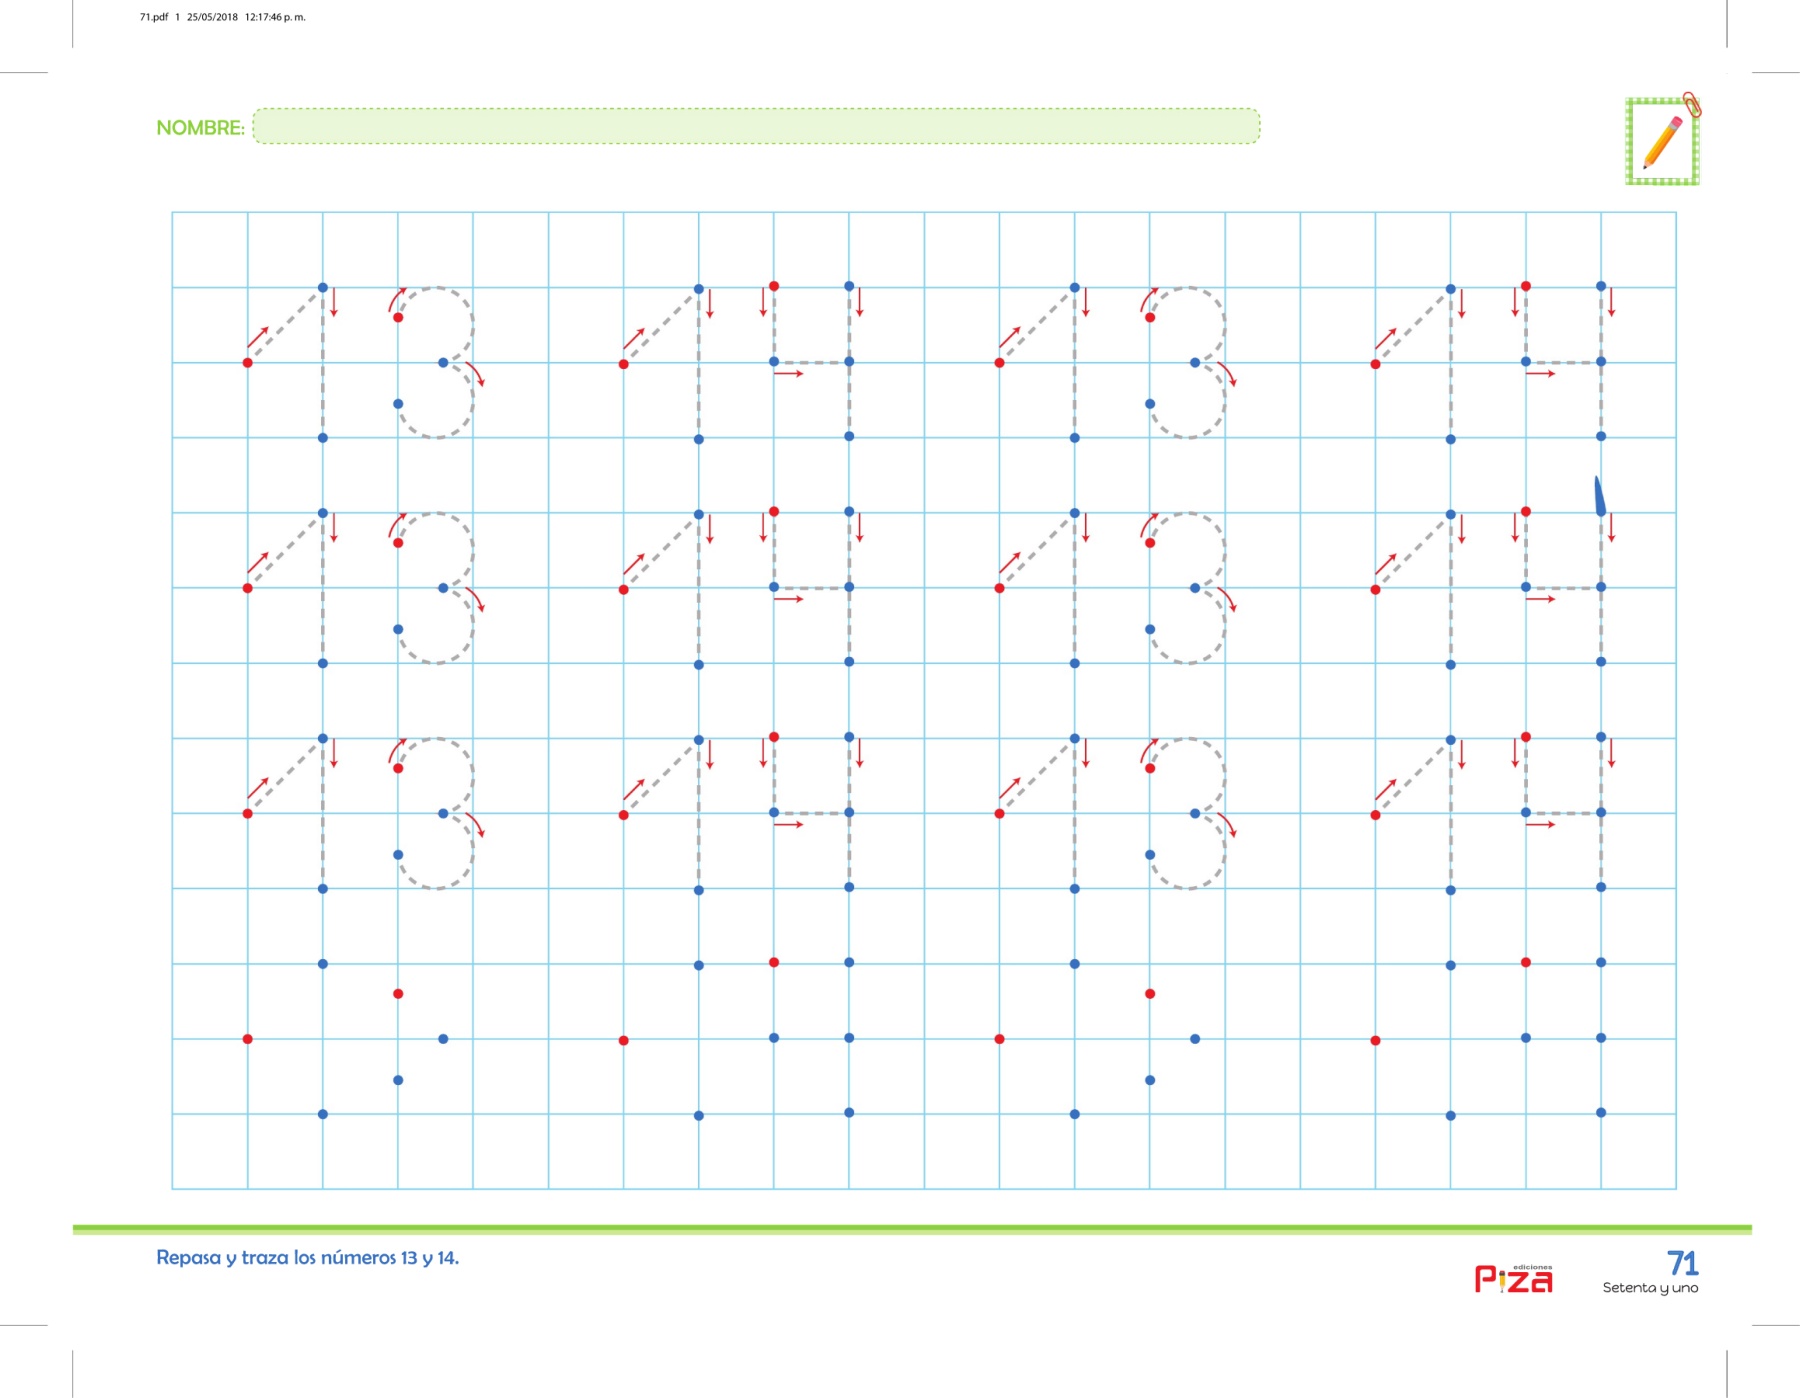 71.pdf 1 25/05/2018 12:17:46 p. m.
NOMBRE:
13 14 13 14
13 14 13 14
13 14 13 14
Repasa y traza los números 13 y 14.
ediciones
Piza
71
Setenta y uno